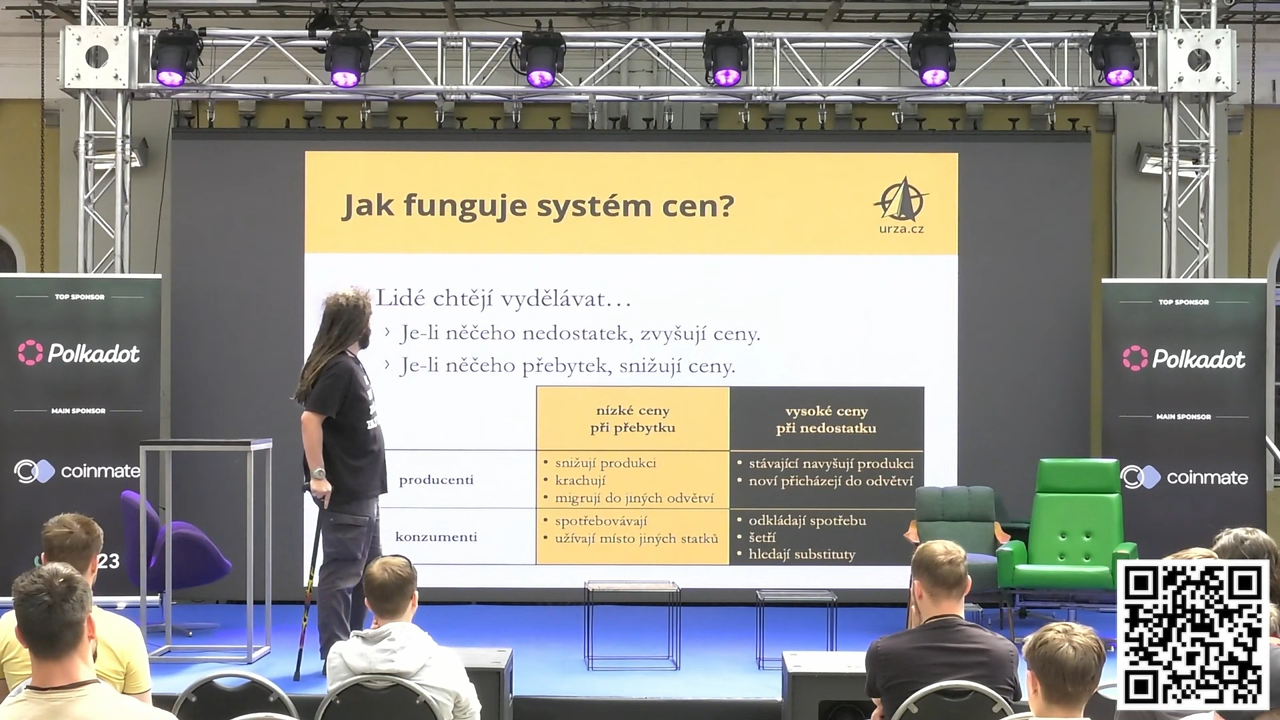 Jak funguje systém cen?
urza.cz
Lidé chtějí vydělávat…
› Je-li něčeho nedostatek, zvyšují ceny.
› Je-li něčeho přebytek, snižují ceny.
nízké ceny
při přebytku
vysoké ceny
při nedostatku
producenti
• snižují produkci
• krachují
• migrují do jiných odvětví
• stávající navyšují produkci
• noví přicházejí do odvětví
konzumenti
• spotřebovávají
• užívají místo jiných statků
• odkládají spotřebu
• šetří
• hledají substituty
TOP SPONSOR
Polkadot
MAIN SPONSOR
coinmate
23
TOP SPONSOR
Polkadot
MAIN SPONSOR
coinmate